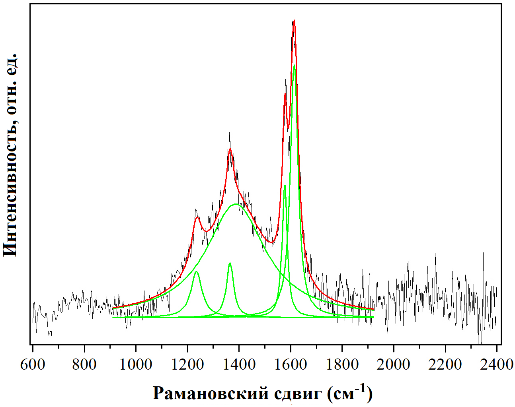 Интенсивность, отн. ед.
600 800 1000 1200 1400 1600 1800 2000 2200 2400
Рамановский сдвиг (см-1)